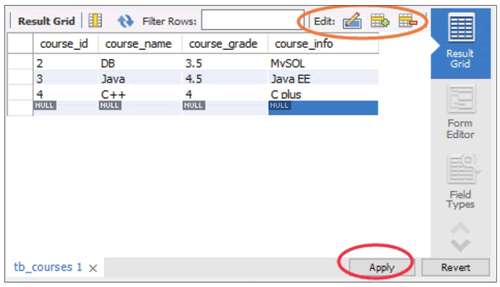 Result Grid Filter Rows: Edit:
course_id course_name course_grade course_info
2 DB 3.5 MvSOL
3 Java 4.5 Java EE
4 C++ 4 C plus
NULL NULL NULL NULL
Result
Grid
Form
Editor
Field
Types
tb_courses 1 × Apply Revert